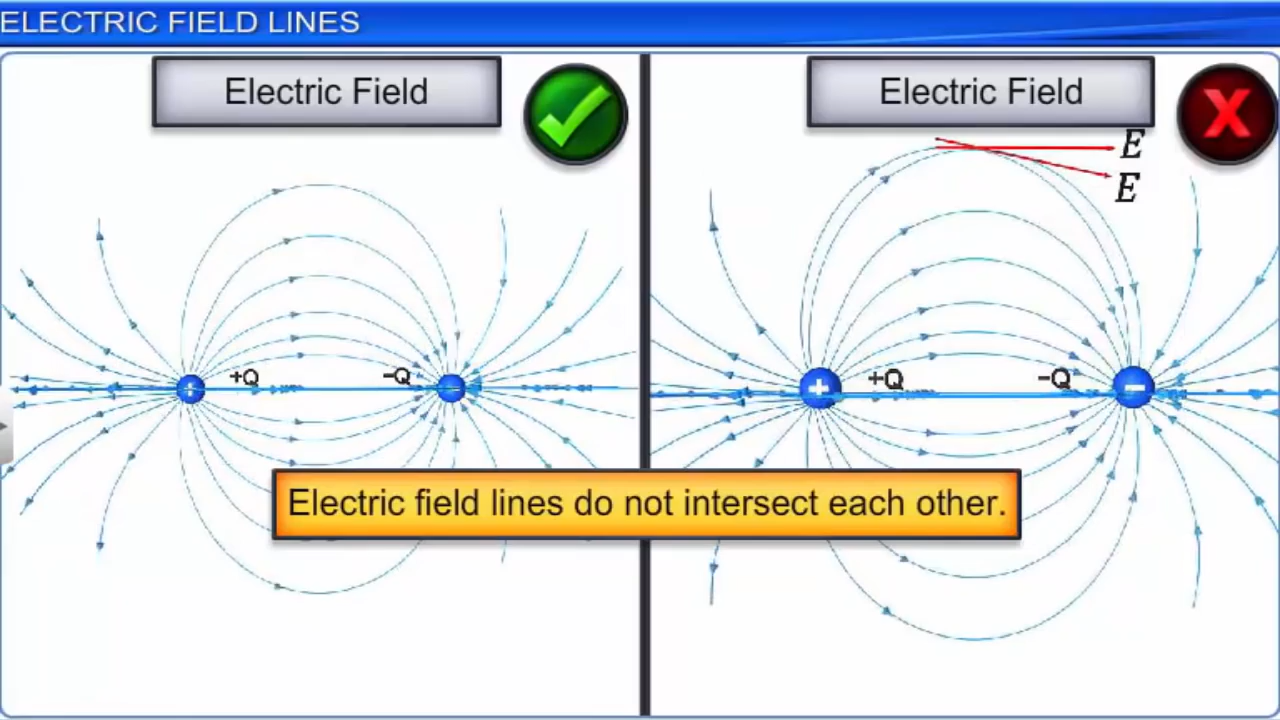 ELECTRIC FIELD LINES
Electric Field
Electric Field
E
E
+Q
−Q
+Q
−Q
+
−
+
−
Electric field lines do not intersect each other.